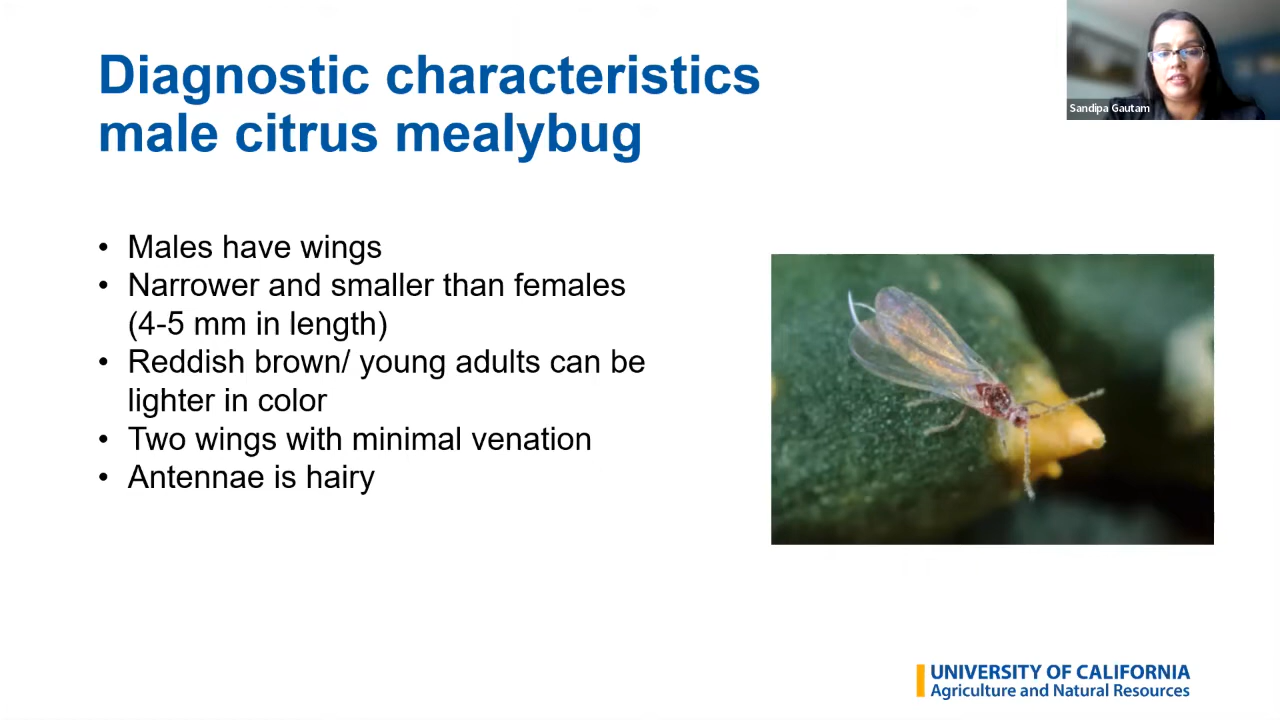 Diagnostic characteristics
male citrus mealybug
Sandipa Gautam
• Males have wings
• Narrower and smaller than females
(4-5 mm in length)
• Reddish brown/ young adults can be
lighter in color
• Two wings with minimal venation
• Antennae is hairy
UNIVERSITY OF CALIFORNIA
Agriculture and Natural Resources